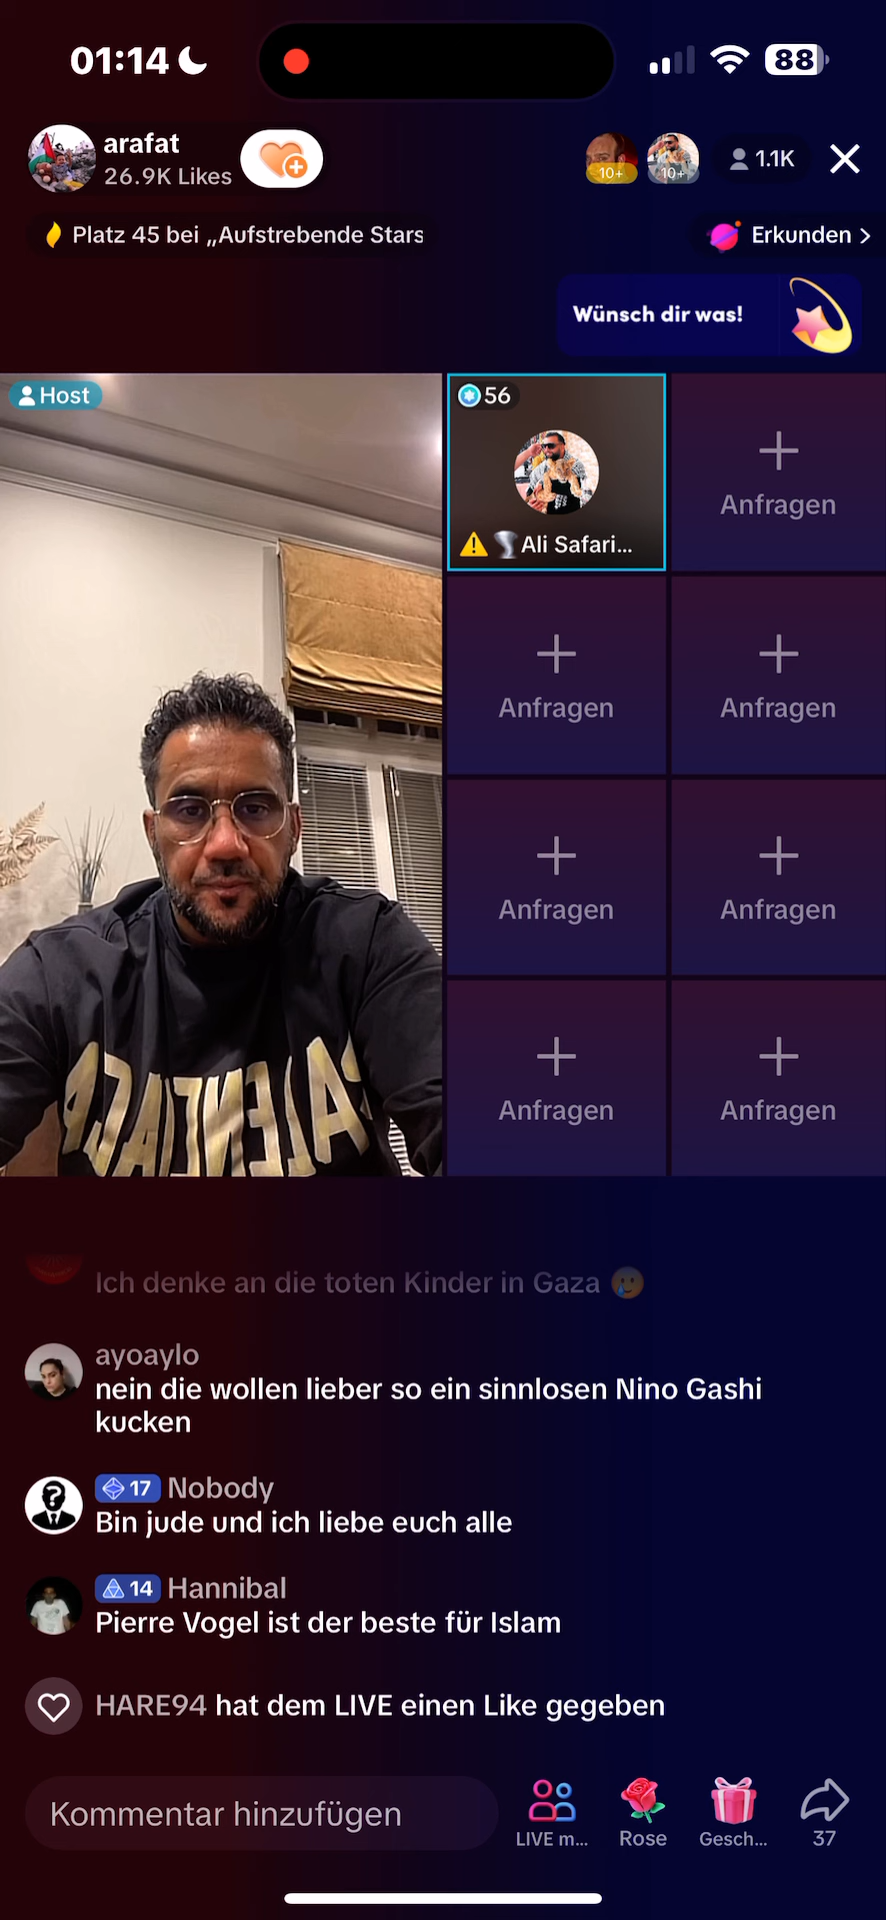 01:14
88
arafat
26.9K Likes
10+
10+
1.1K
Platz 45 bei „Aufstrebende Stars
Erkunden >
Wünsch dir was!
Host
56
Ali Safari...
Anfragen
Anfragen
Anfragen
Anfragen
Anfragen
Anfragen
Anfragen
BALENCIAGA
Ich denke an die toten Kinder in Gaza 🥲
ayoaylo
nein die wollen lieber so ein sinnlosen Nino Gashi
kucken
17 Nobody
Bin jude und ich liebe euch alle
14 Hannibal
Pierre Vogel ist der beste für Islam
HARE94 hat dem LIVE einen Like gegeben
Kommentar hinzufügen
LIVE m...
Rose
Gesch...
37